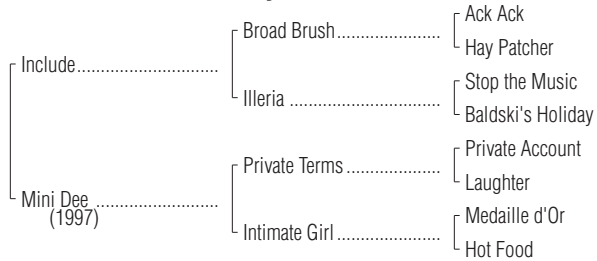 Ack Ack
Broad Brush
Hay Patcher
Include
Stop the Music
Illeria
Baldski's Holiday
Private Account
Private Terms
Laughter
Mini Dee
(1997)
Medaille d'Or
Intimate Girl
Hot Food